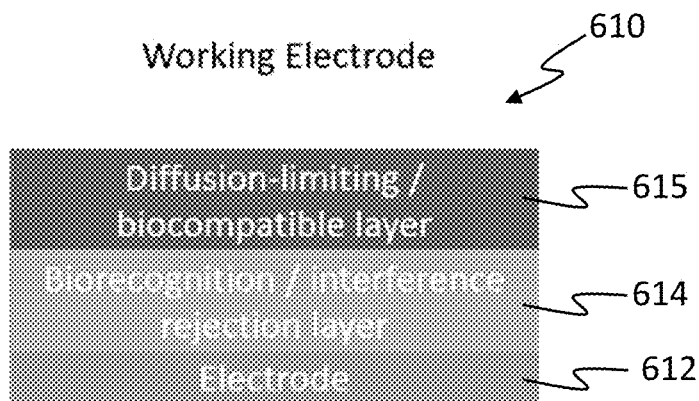 610
Working Electrode
Diffusion-limiting /
biocompatible layer
615
Biorecognition / interference
rejection layer
614
Electrode
612